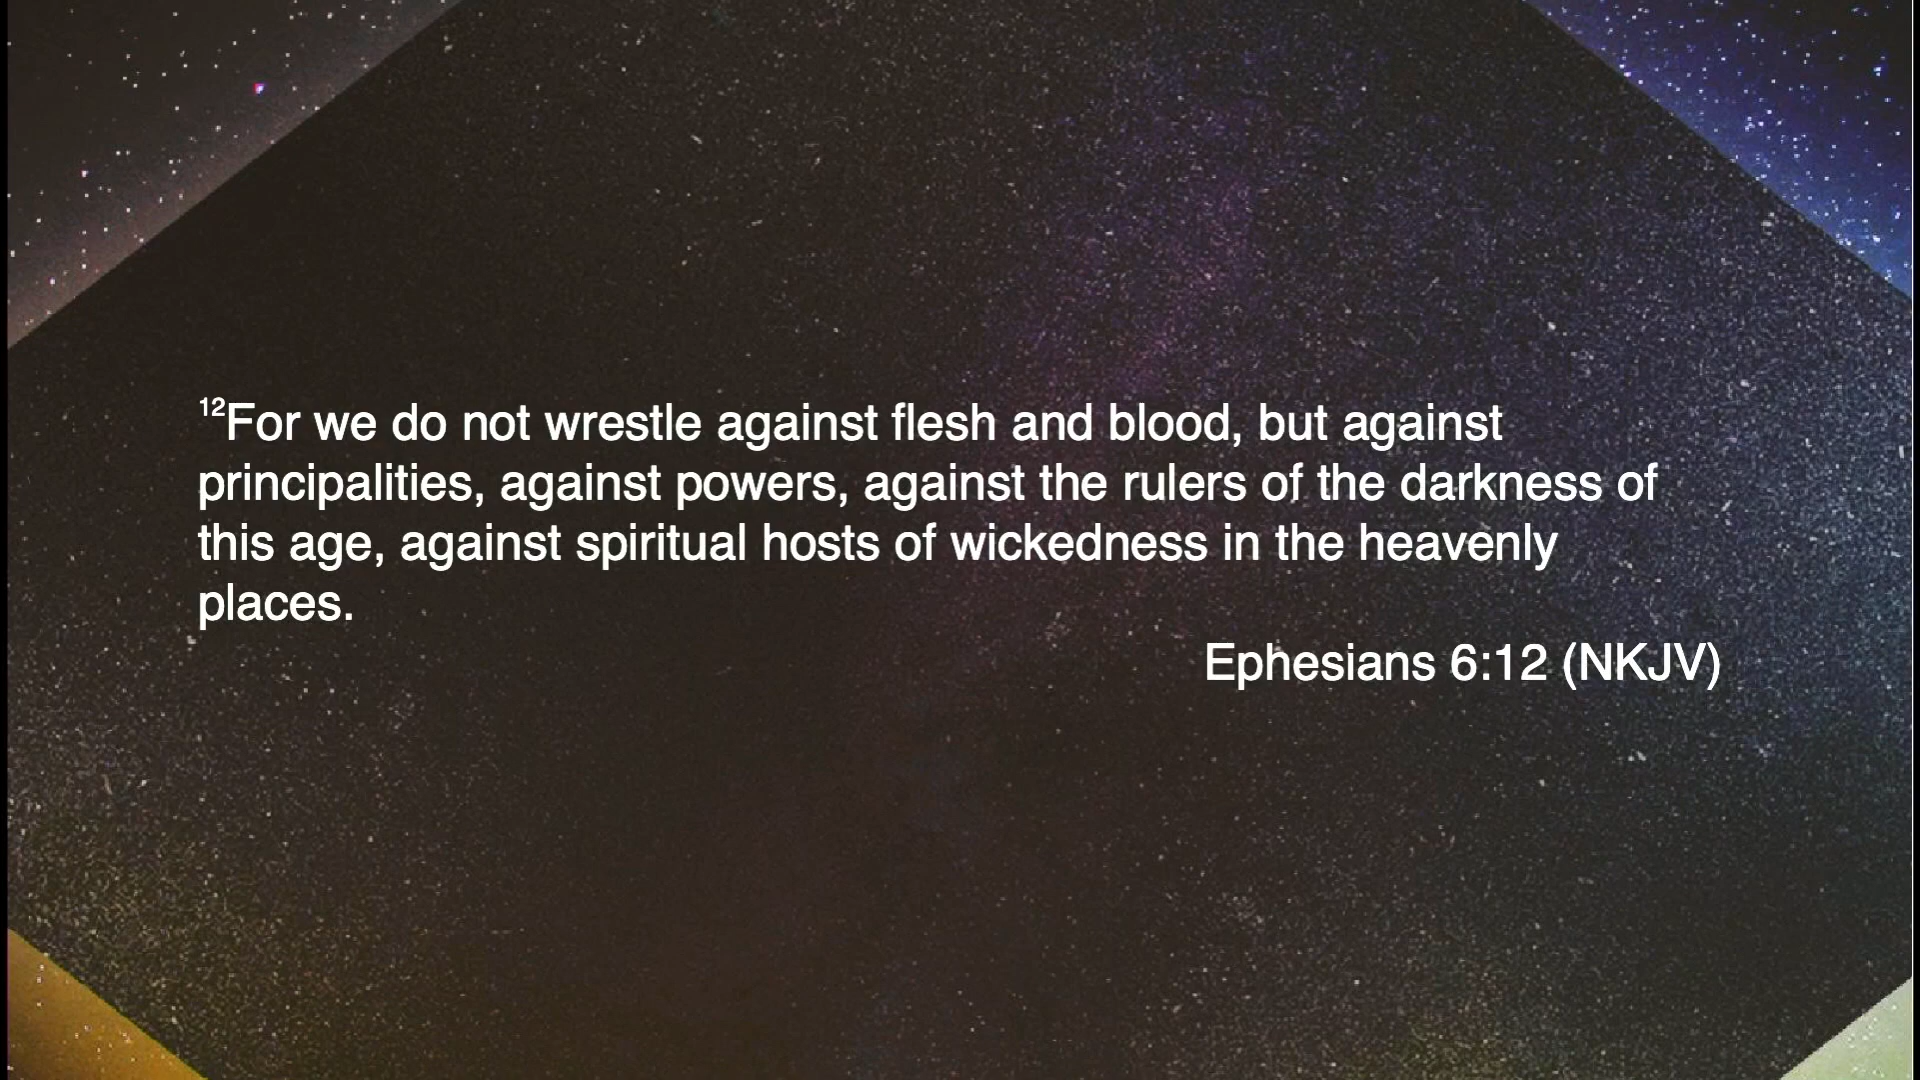 12For we do not wrestle against flesh and blood, but against
principalities, against powers, against the rulers of the darkness of
this age, against spiritual hosts of wickedness in the heavenly
places.
Ephesians 6:12 (NKJV)